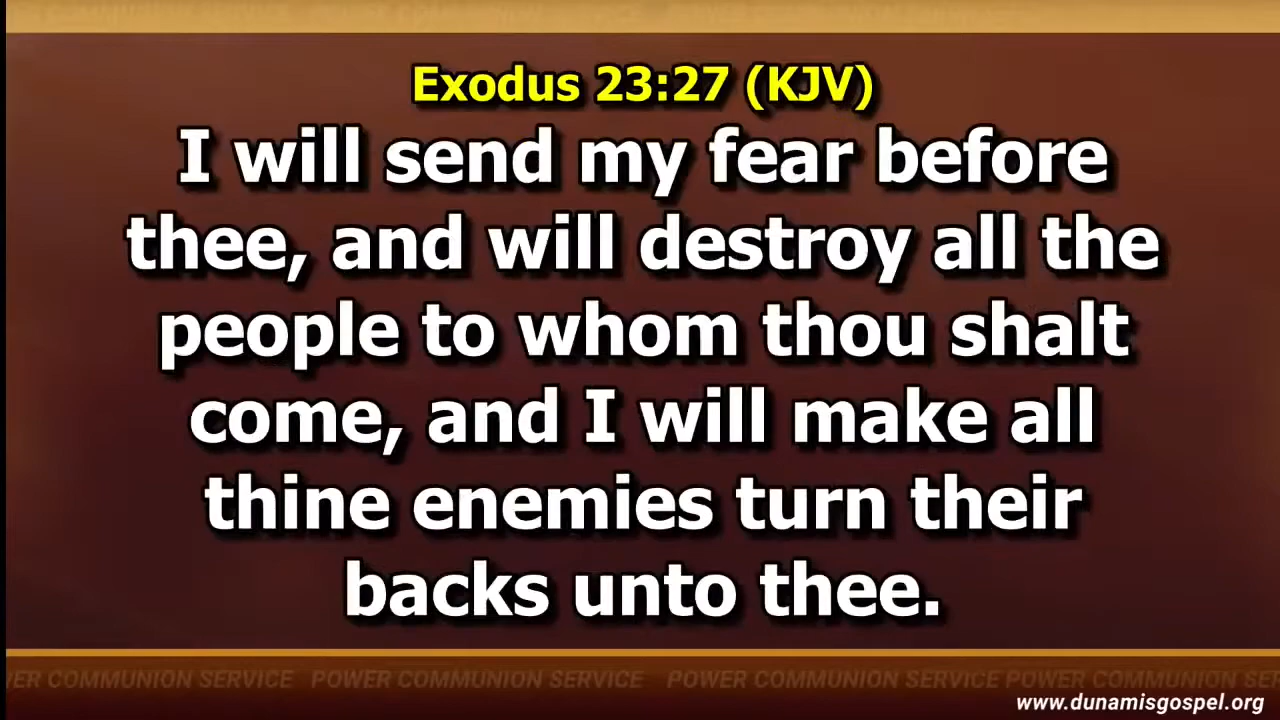 Exodus 23:27 (KJV)
I will send my fear before
thee, and will destroy all the
people to whom thou shalt
come, and I will make all
thine enemies turn their
backs unto thee.
ER COMMUNION SERVICE POWER COMMUNION SERVICE POWER COMMUNION SERVICE POWER COMMUNION SE
www.dunamisgospel.org